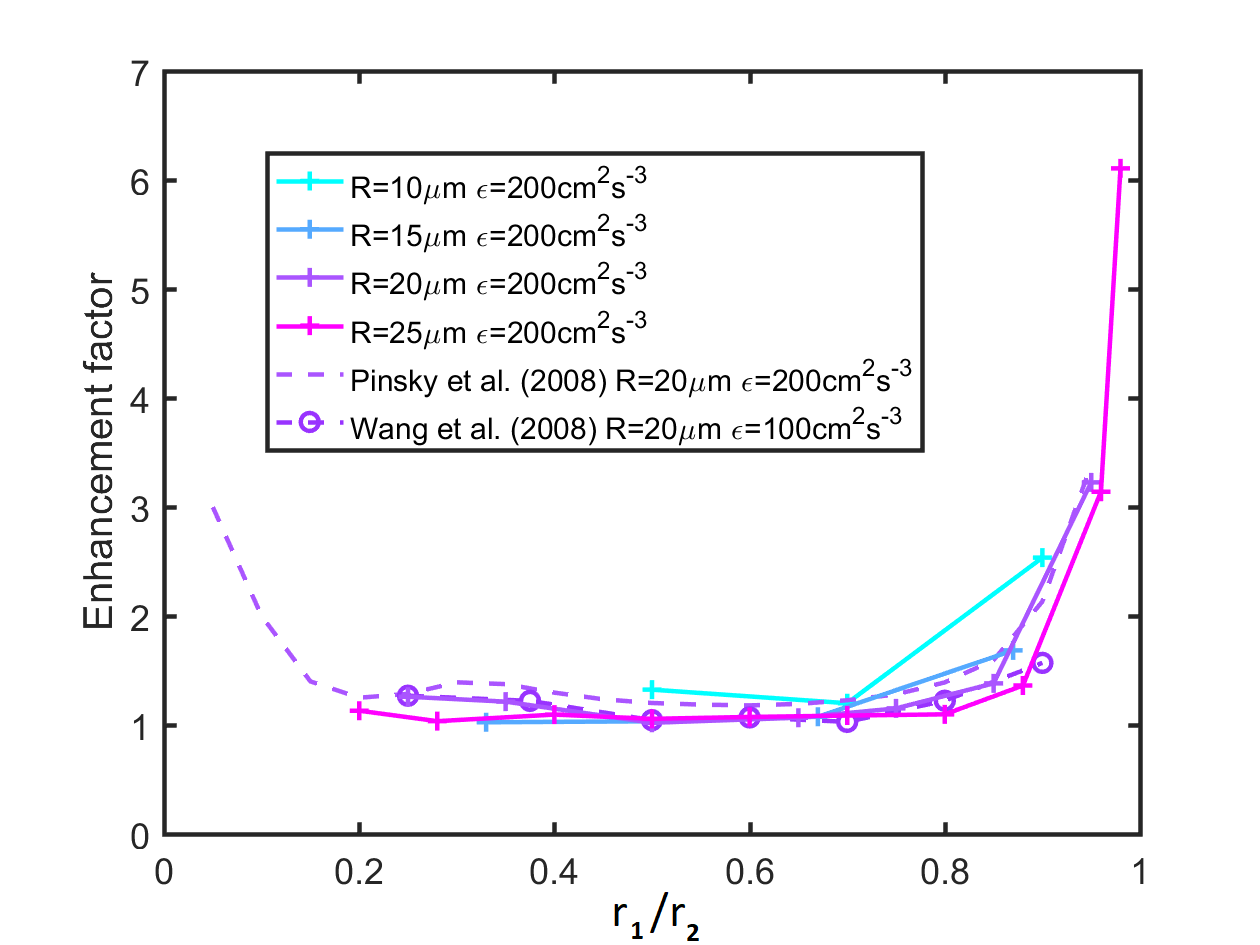 7
6
5
4
3
2
1
0
Enhancement factor
R=10μm ϵ=200cm²s⁻³
R=15μm ϵ=200cm²s⁻³
R=20μm ϵ=200cm²s⁻³
R=25μm ϵ=200cm²s⁻³
Pinsky et al. (2008) R=20μm ϵ=200cm²s⁻³
Wang et al. (2008) R=20μm ϵ=100cm²s⁻³
0 0.2 0.4 0.6 0.8 1
r₁/r₂